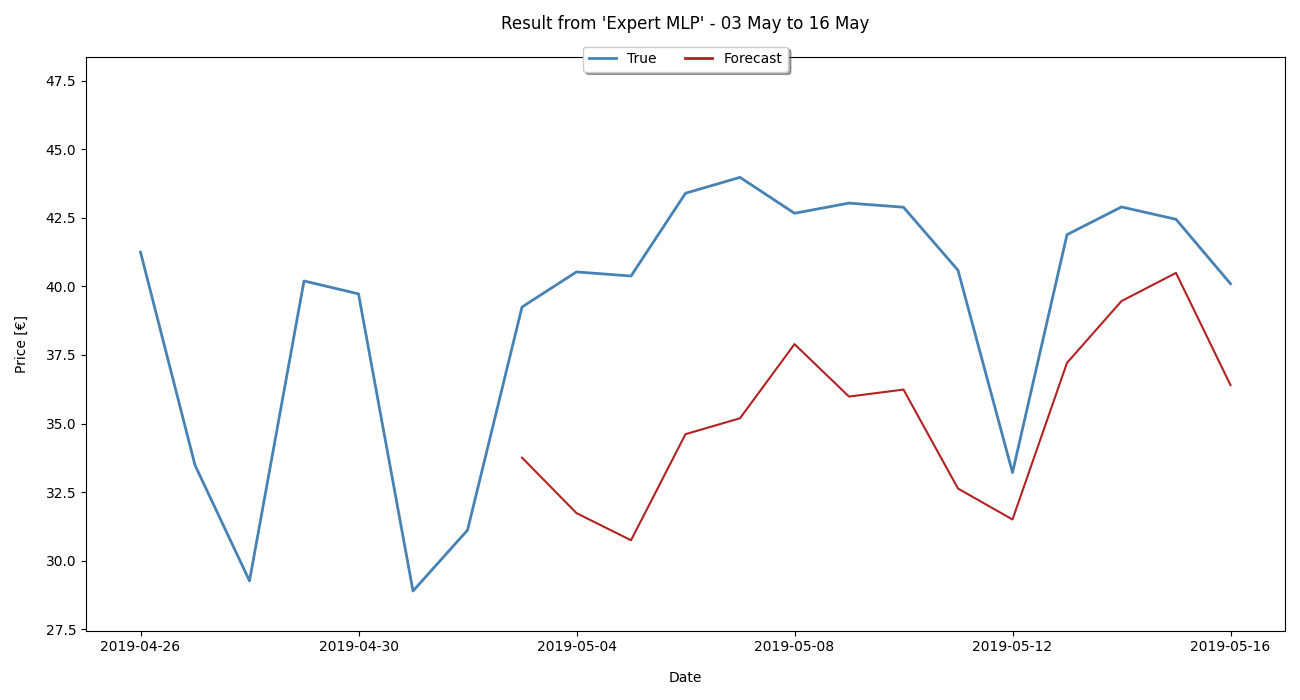 Result from 'Expert MLP' - 03 May to 16 May
True Forecast
47.5
45.0
42.5
40.0
37.5
35.0
32.5
30.0
27.5
Price [€]
2019-04-26 2019-04-30 2019-05-04 2019-05-08 2019-05-12 2019-05-16
Date